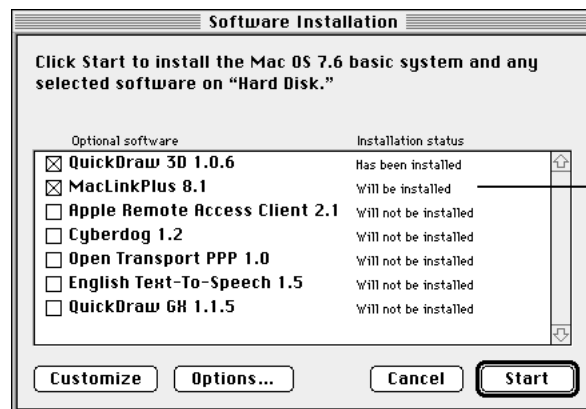 Software Installation
Click Start to install the Mac OS 7.6 basic system and any
selected software on “Hard Disk.”
Optional software Installation status
QuickDraw 3D 1.0.6 Has been installed
MacLinkPlus 8.1 Will be installed
Apple Remote Access Client 2.1 Will not be installed
Cyberdog 1.2 Will not be installed
Open Transport PPP 1.0 Will not be installed
English Text-To-Speech 1.5 Will not be installed
QuickDraw GX 1.1.5 Will not be installed
Customize Options... Cancel Start